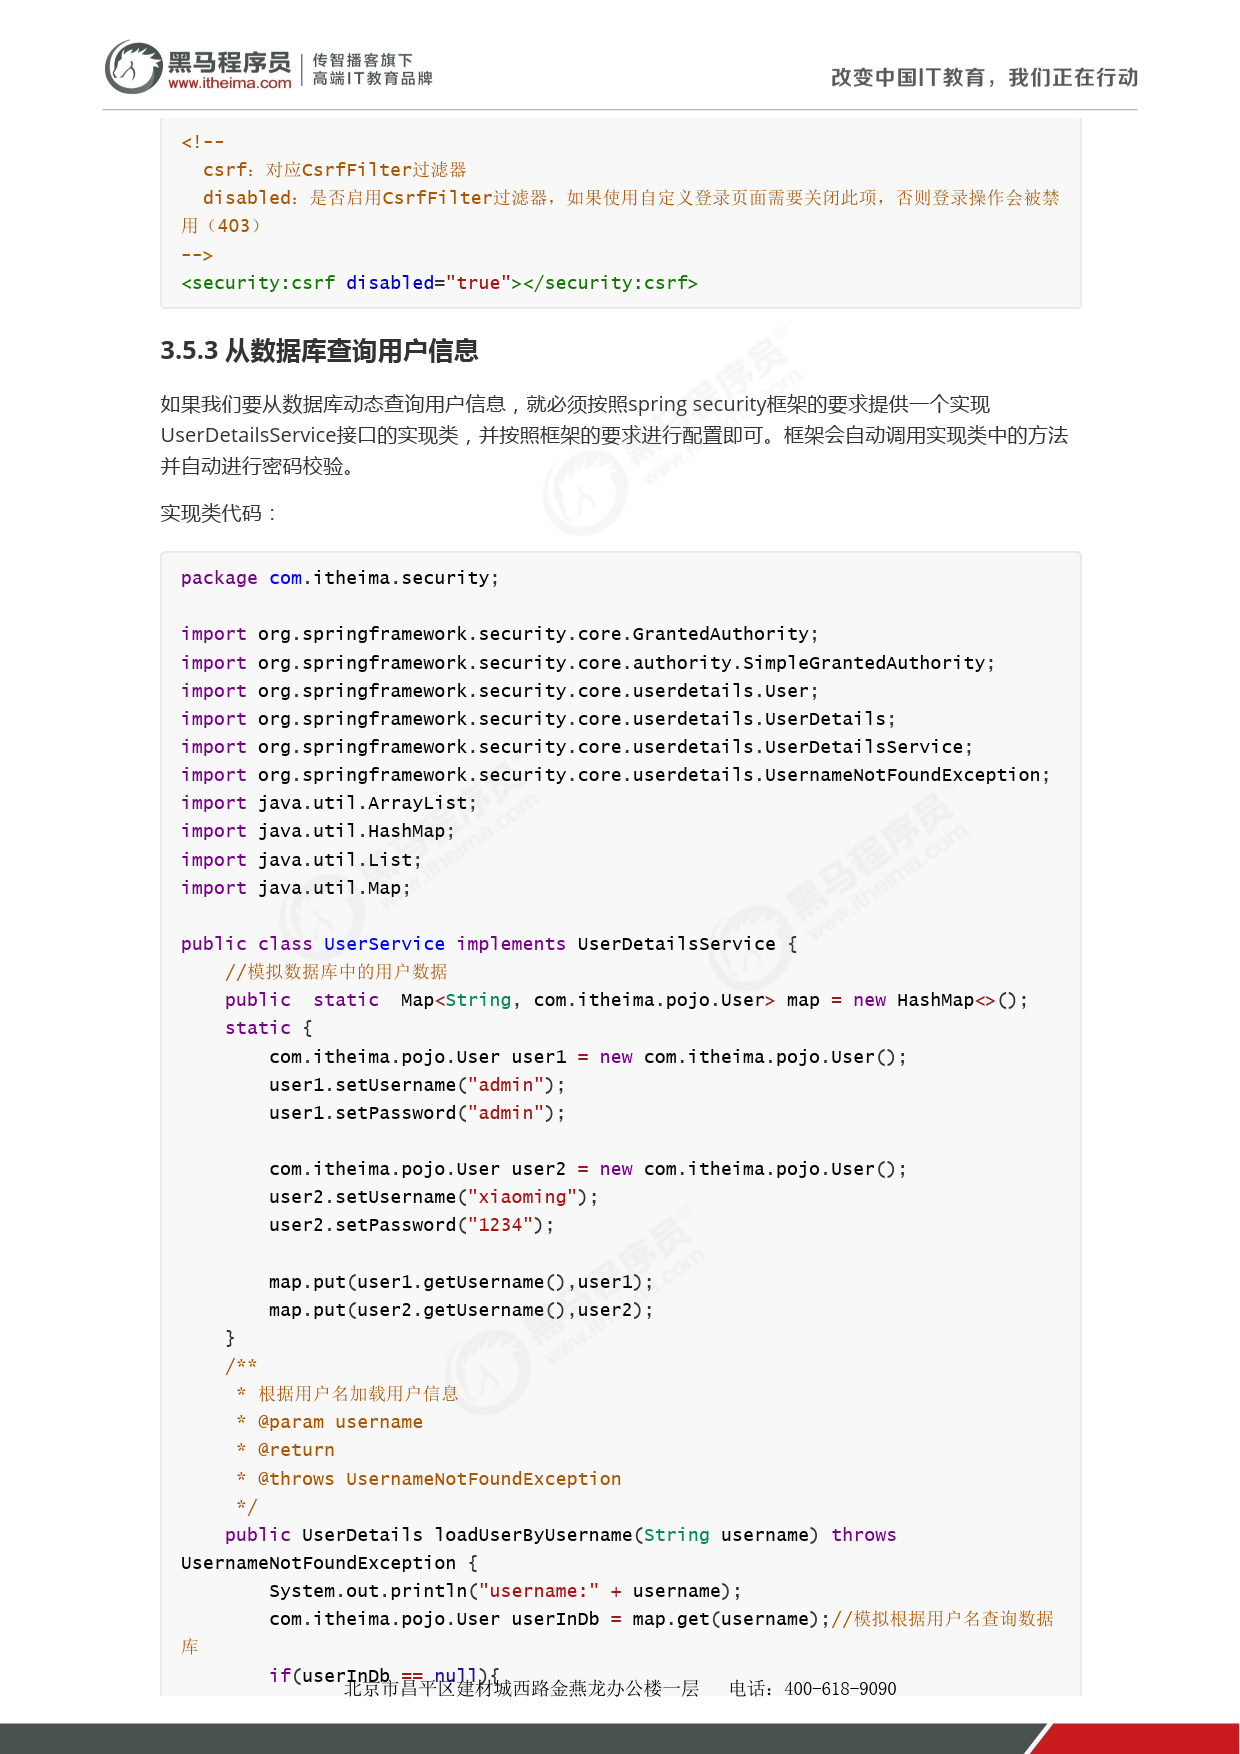 黑马程序员
www.itheima.com
传智播客旗下
高端IT教育品牌
改变中国IT教育，我们正在行动
<!--
  csrf：对应CsrfFilter过滤器
  disabled：是否启用CsrfFilter过滤器，如果使用自定义登录页面需要关闭此项，否则登录操作会被禁
用（403）
-->
<security:csrf disabled="true"></security:csrf>
3.5.3 从数据库查询用户信息
如果我们要从数据库动态查询用户信息，就必须按照spring security框架的要求提供一个实现
UserDetailsService接口的实现类，并按照框架的要求进行配置即可。框架会自动调用实现类中的方法
并自动进行密码校验。
实现类代码：
package com.itheima.security;
import org.springframework.security.core.GrantedAuthority;
import org.springframework.security.core.authority.SimpleGrantedAuthority;
import org.springframework.security.core.userdetails.User;
import org.springframework.security.core.userdetails.UserDetails;
import org.springframework.security.core.userdetails.UserDetailsService;
import org.springframework.security.core.userdetails.UsernameNotFoundException;
import java.util.ArrayList;
import java.util.HashMap;
import java.util.List;
import java.util.Map;
public class UserService implements UserDetailsService {
    //模拟数据库中的用户数据
    public  static  Map<String, com.itheima.pojo.User> map = new HashMap<>();
    static {
        com.itheima.pojo.User user1 = new com.itheima.pojo.User();
        user1.setUsername("admin");
        user1.setPassword("admin");
        com.itheima.pojo.User user2 = new com.itheima.pojo.User();
        user2.setUsername("xiaoming");
        user2.setPassword("1234");
        map.put(user1.getUsername(),user1);
        map.put(user2.getUsername(),user2);
    }
    /**
     * 根据用户名加载用户信息
     * @param username
     * @return
     * @throws UsernameNotFoundException
     */
    public UserDetails loadUserByUsername(String username) throws
UsernameNotFoundException {
        System.out.println("username:" + username);
        com.itheima.pojo.User userInDb = map.get(username);//模拟根据用户名查询数据
库
        if(userInDb == null){
北京市昌平区建材城西路金燕龙办公楼一层   电话：400-618-9090